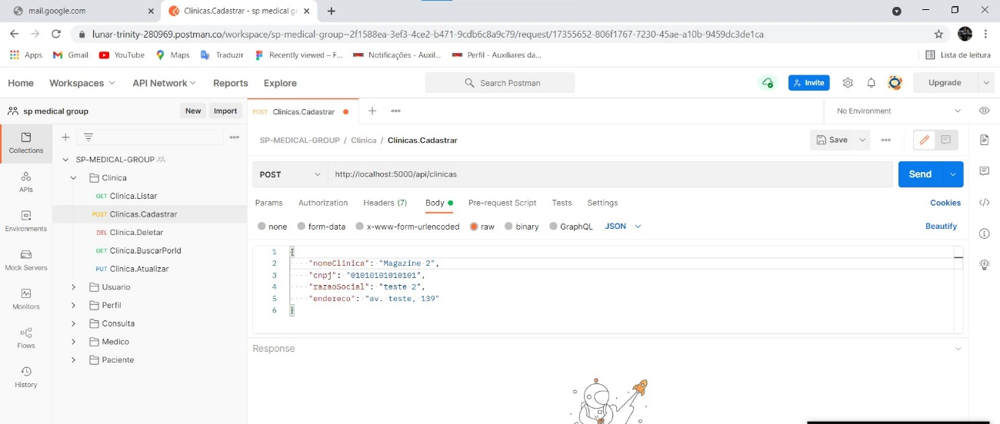 mail.google.com
Clinicas.Cadastrar - sp medical gr
lunar-trinity-280969.postman.co/workspace/sp-medical-group~2f1588ea-3ef3-4ce2-b471-9cdb6c8a9c79/request/17355652-806f1767-7230-45ae-a10b-9459dc3de1ca
Apps Gmail YouTube Maps Traduzir Recently viewed – F... Notificações - Auxil... Perfil - Auxiliares da... Lista de leitura
Home Workspaces API Network Reports Explore Search Postman Invite Upgrade
sp medical group New Import POST Clinicas.Cadastrar No Environment
Collections
APIs
Environments
Mock Servers
Monitors
Flows
History
SP-MEDICAL-GROUP
Clinica
GET Clinica.Listar
POST Clinicas.Cadastrar
DEL Clinica.Deletar
GET Clinica.BuscarPorId
PUT Clinica.Atualizar
Usuario
Perfil
Consulta
Medico
Paciente
SP-MEDICAL-GROUP / Clinica / Clinicas.Cadastrar Save
POST http://localhost:5000/api/clinicas Send
Params Authorization Headers (7) Body Pre-request Script Tests Settings Cookies
none form-data x-www-form-urlencoded raw binary GraphQL JSON Beautify
1 {
2 "nomeClinica": "Magazine 2",
3 "cnpj": "01010101010101",
4 "razaoSocial": "teste 2",
5 "endereco": "av. teste, 139"
6 }
Response